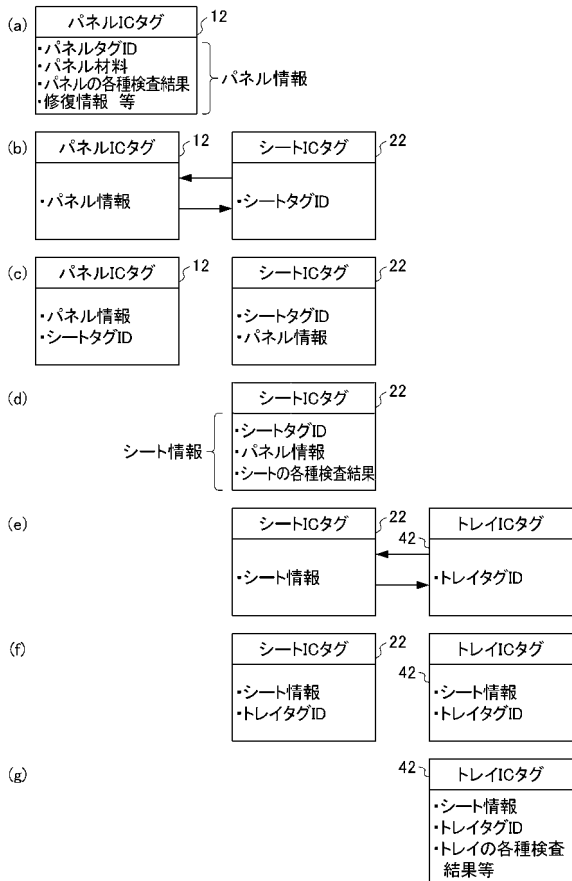 (a) パネルICタグ 12
・パネルタグID
・パネル材料
・パネルの各種検査結果
・修復情報 等
パネル情報
(b) パネルICタグ 12 シートICタグ 22
・パネル情報 ・シートタグID
(c) パネルICタグ 12 シートICタグ 22
・パネル情報 ・シートタグID
・シートタグID ・パネル情報
(d) シートICタグ 22
シート情報
・シートタグID
・パネル情報
・シートの各種検査結果
(e) シートICタグ 22 42 トレイICタグ
・シート情報 ・トレイタグID
(f) シートICタグ 22 トレイICタグ
42
・シート情報 ・シート情報
・トレイタグID ・トレイタグID
(g) 42 トレイICタグ
・シート情報
・トレイタグID
・トレイの各種検査
結果等